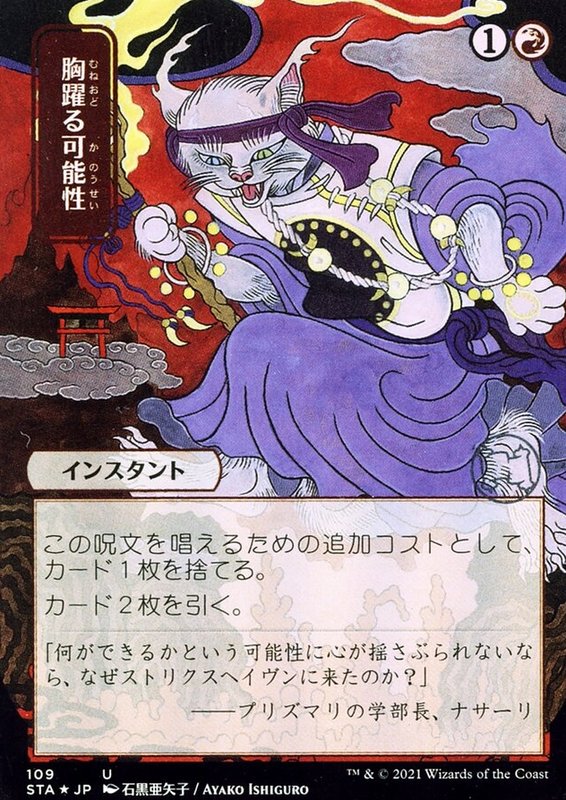 1
胸躍る可能性
むねおど か のうせい
インスタント
この呪文を唱えるための追加コストとして、
カード1枚を捨てる。
カード2枚を引く。
「何ができるかという可能性に心が揺さぶられないな
ら、なぜストリクスヘイヴンに来たのか？」
――プリズマリの学部長、ナサーリ
109 U
STA ★ JP 石黒亜矢子 / AYAKO ISHIGURO
™ & © 2021 Wizards of the Coast